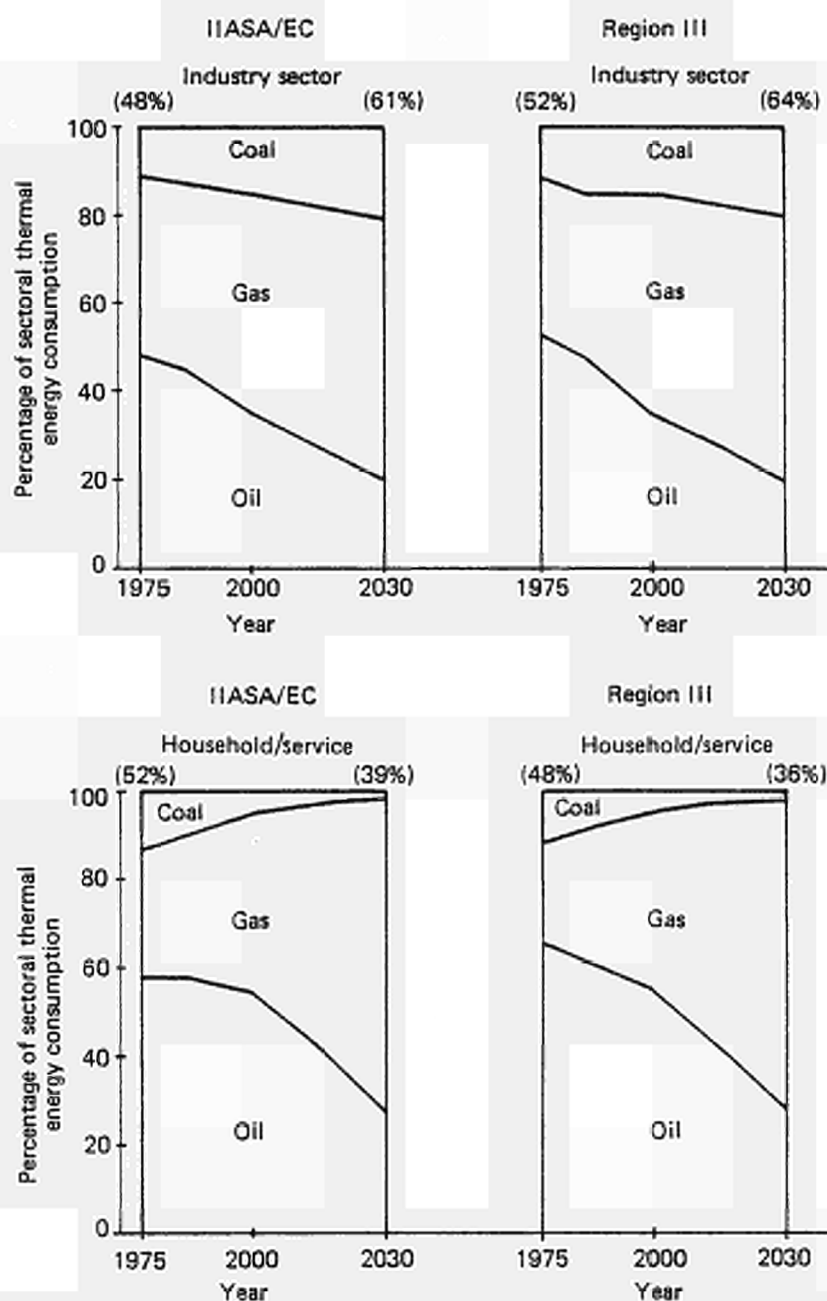 IIASA/EC
Industry sector
(48%) (61%)
100
80
60
40
20
0
Percentage of sectoral thermal
energy consumption
Coal
Gas
Oil
1975 2000 2030
Year
Region III
Industry sector
(52%) (64%)
Coal
Gas
Oil
1975 2000 2030
Year
IIASA/EC
Household/service
(52%) (39%)
100
80
60
40
20
0
Percentage of sectoral thermal
energy consumption
Coal
Gas
Oil
1975 2000 2030
Year
Region III
Household/service
(48%) (36%)
Coal
Gas
Oil
1975 2000 2030
Year